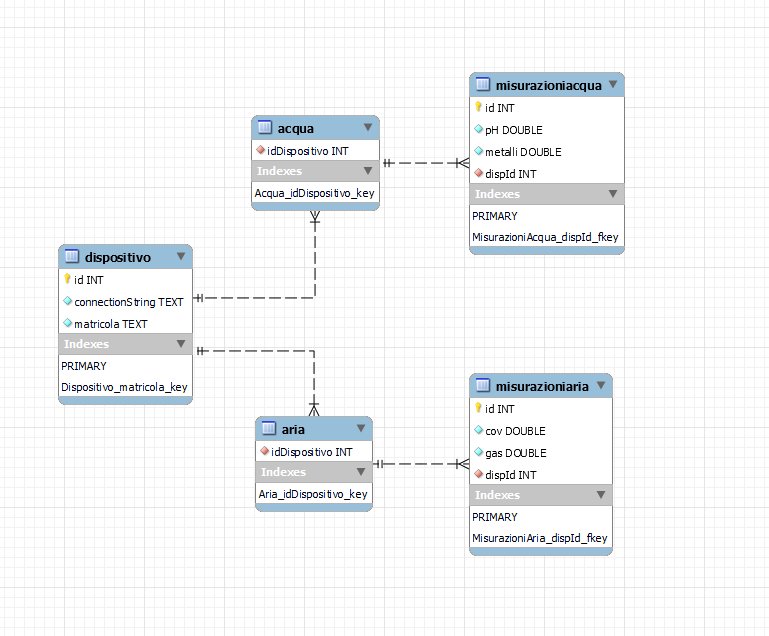 dispositivo
id INT
connectionString TEXT
matricola TEXT
Indexes
PRIMARY
Dispositivo_matricola_key
acqua
idDispositivo INT
Indexes
Acqua_idDispositivo_key
aria
idDispositivo INT
Indexes
Aria_idDispositivo_key
misurazioniacqua
id INT
pH DOUBLE
metalli DOUBLE
dispId INT
Indexes
PRIMARY
MisurazioniAcqua_dispId_fkey
misurazioniaria
id INT
cov DOUBLE
gas DOUBLE
dispId INT
Indexes
PRIMARY
MisurazioniAria_dispId_fkey